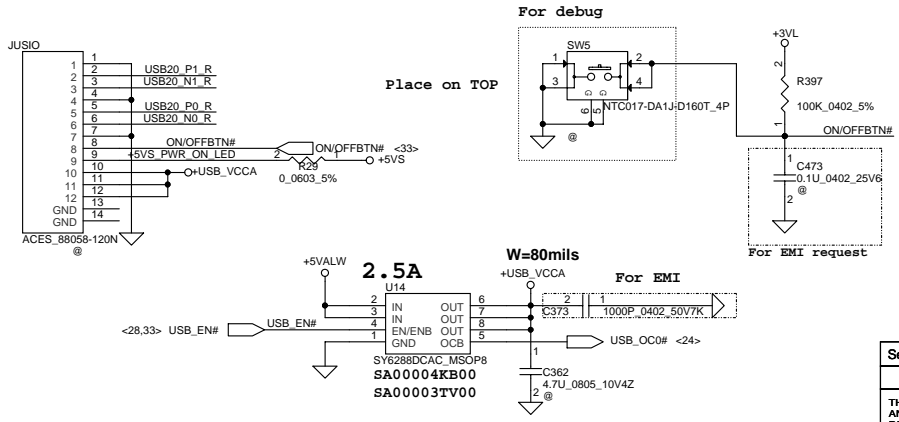 For debug
JUSIO
1
2
3
4
5
6
7
8
9
10
11
12
GND
GND
1
2
3
4
5
6
7
8
9
10
11
12
13
14
USB20_P1_R
USB20_N1_R
USB20_P0_R
USB20_N0_R
ON/OFFBTN#
ON/OFFBTN# <33>
+5VS_PWR_ON_LED
2
1
R29
0_0603_5%
+5VS
+USB_VCCA
ACES_88058-120N
@
Place on TOP
SW5
1
3
2
4
G
G
6
5
NTC017-DA1J-D160T_4P
@
+3VL
2
R397
100K_0402_5%
1
ON/OFFBTN#
1
C473
0.1U_0402_25V6
@
2
For EMI request
+5VALW
2.5A
U14
W=80mils
+USB_VCCA
For EMI
2
3
4
1
IN
IN
EN/ENB
GND
OUT
OUT
OUT
OCB
6
7
8
5
C373
2
1
1000P_0402_50V7K
<28,33> USB_EN#
USB_EN#
USB_OC0# <24>
SY6288DCAC_MSOP8
SA00004KB00
SA00003TV00
1
C362
4.7U_0805_10V4Z
2
@